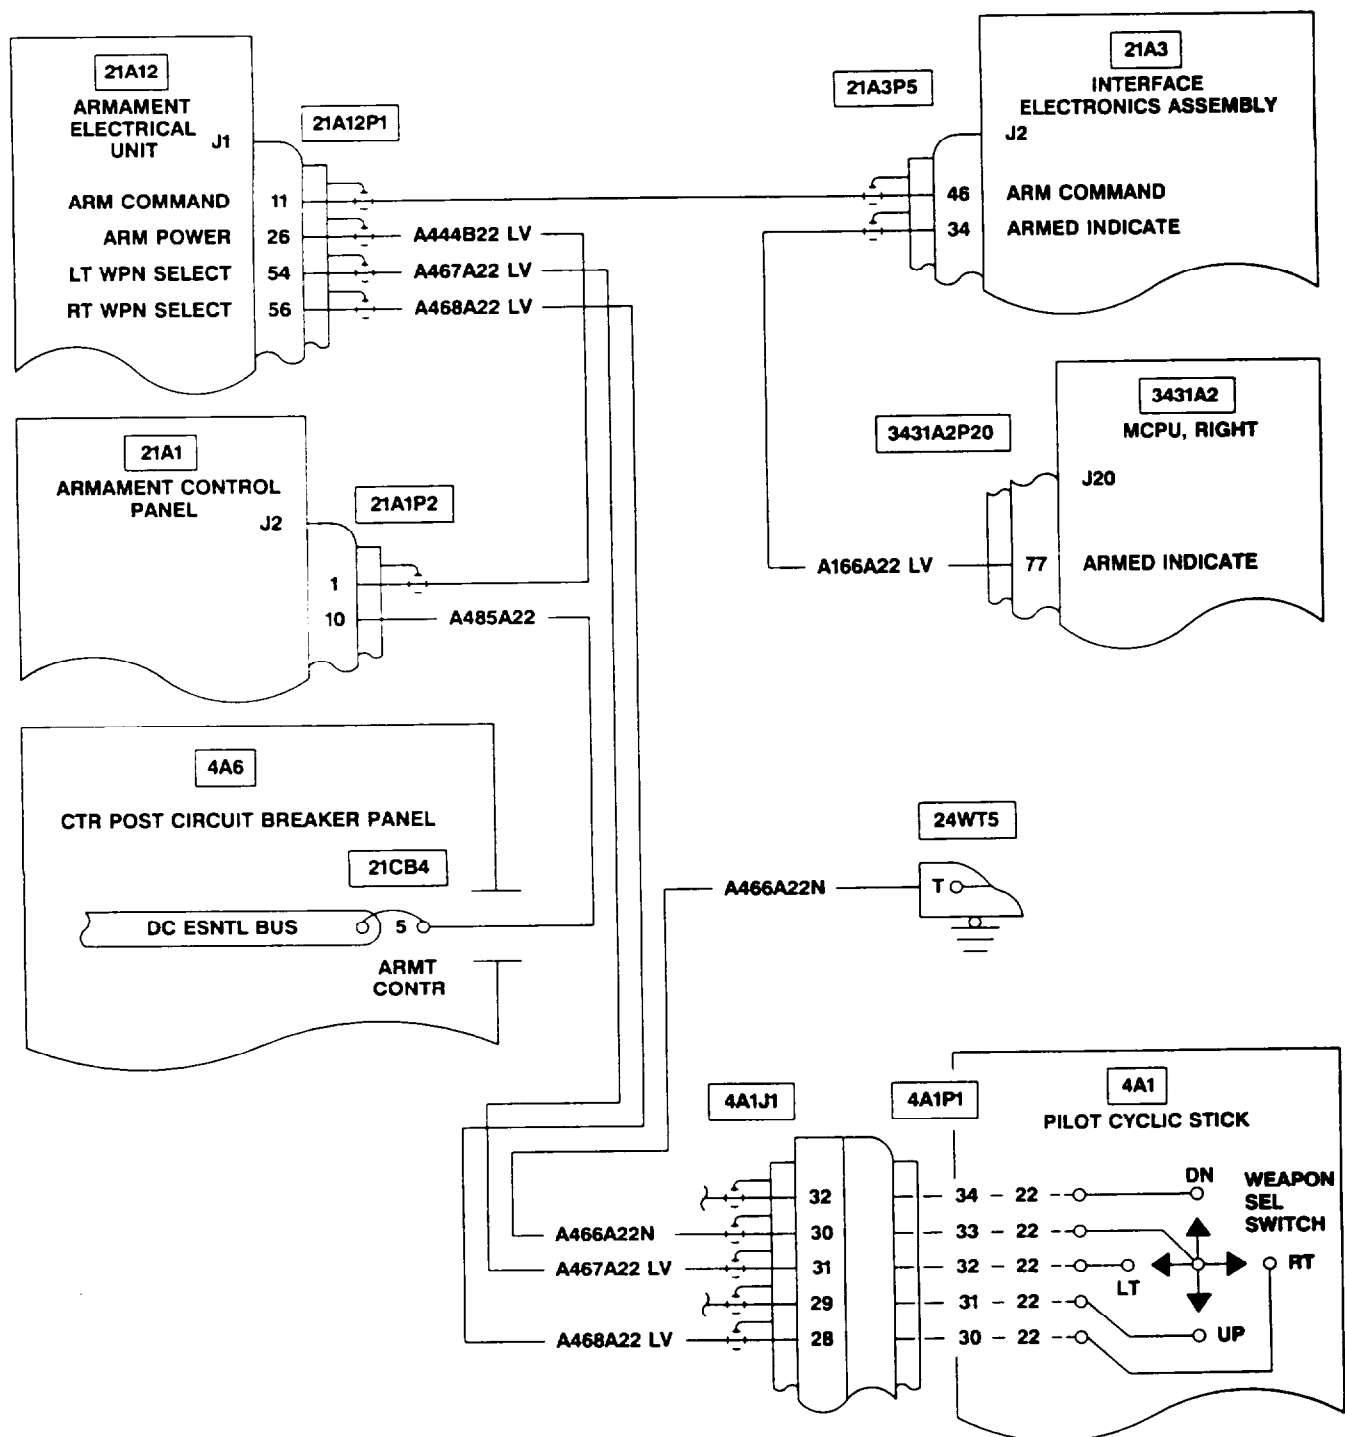 21A12
ARMAMENT
ELECTRICAL
UNIT
J1
21A12P1
ARM COMMAND 11
ARM POWER 26 A444B22 LV
LT WPN SELECT 54 A467A22 LV
RT WPN SELECT 56 A468A22 LV
21A3P5
21A3
INTERFACE
ELECTRONICS ASSEMBLY
J2
46 ARM COMMAND
34 ARMED INDICATE
3431A2
MCPU, RIGHT
3431A2P20
J20
A166A22 LV 77 ARMED INDICATE
21A1
ARMAMENT CONTROL
PANEL
J2
21A1P2
1
10 A485A22
4A6
CTR POST CIRCUIT BREAKER PANEL
21CB4
DC ESNTL BUS 5
ARMT
CONTR
24WT5
A466A22N T
4A1J1
4A1P1
4A1
PILOT CYCLIC STICK
32 34 22 DN
WEAPON
SEL
SWITCH
A466A22N 30 33 22
A467A22 LV 31 32 22 LT RT
29 31 22 UP
A468A22 LV 28 30 22